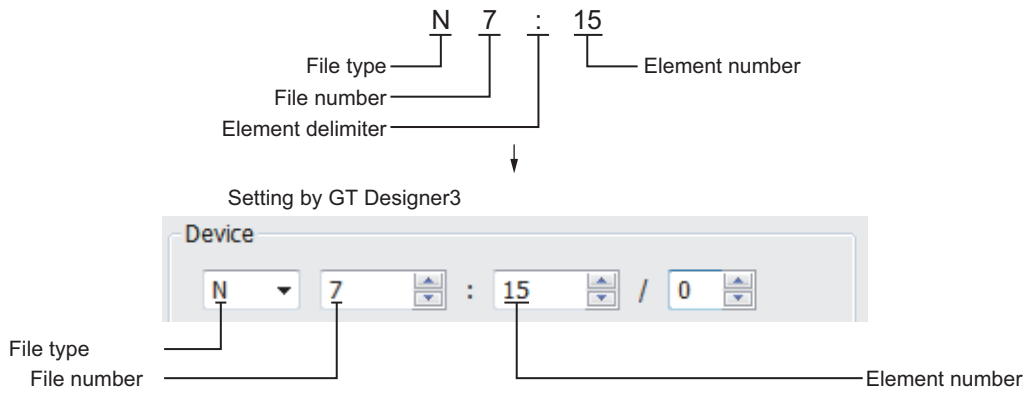 N 7 : 15
File type
Element number
File number
Element delimiter
Setting by GT Designer3
Device
N 7 : 15 / 0
File type
File number
Element number